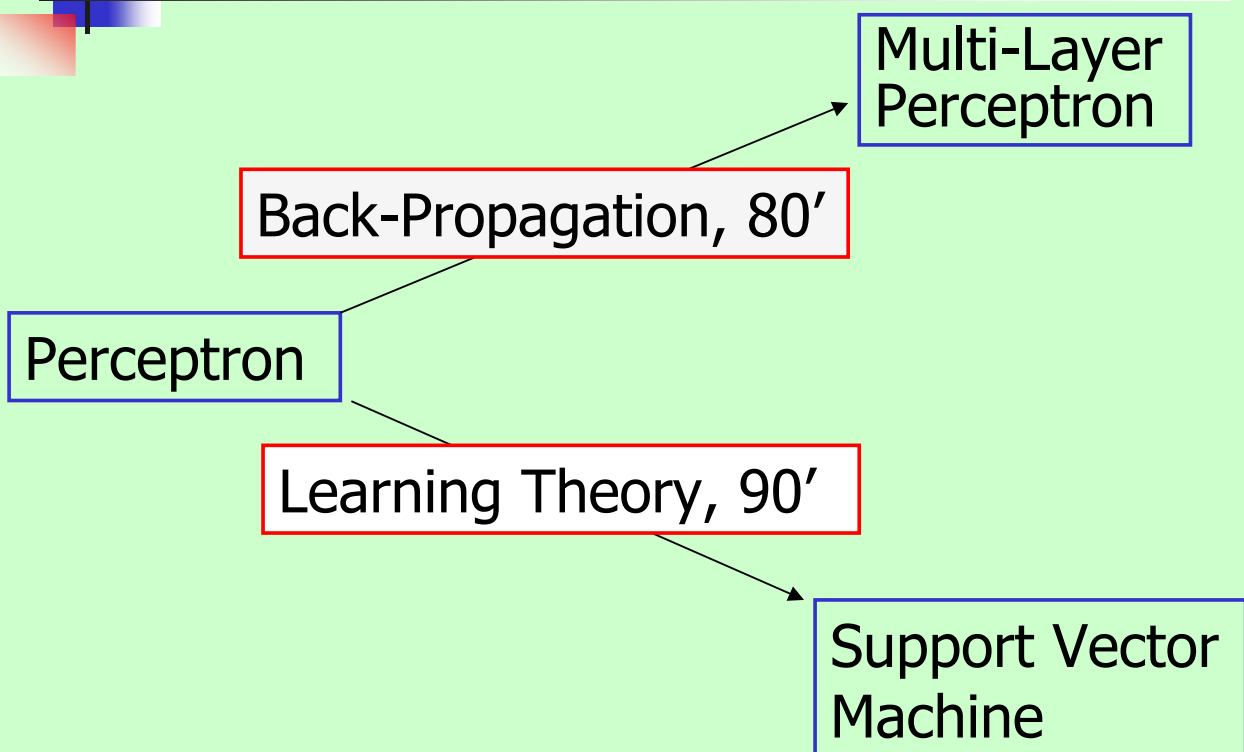 Multi-Layer
Perceptron
Back-Propagation, 80′
Perceptron
Learning Theory, 90′
Support Vector
Machine